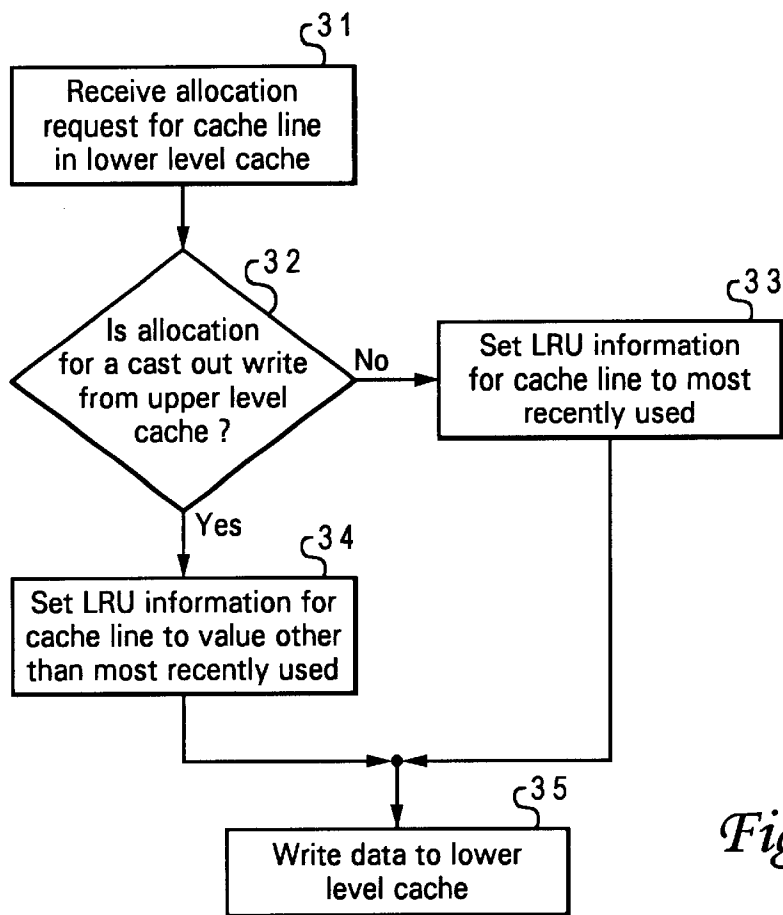 31
Receive allocation
request for cache line
in lower level cache
32
Is allocation
for a cast out write
from upper level
cache ?
No
33
Set LRU information
for cache line to most
recently used
Yes
34
Set LRU information for
cache line to value other
than most recently used
35
Write data to lower
level cache
Fig